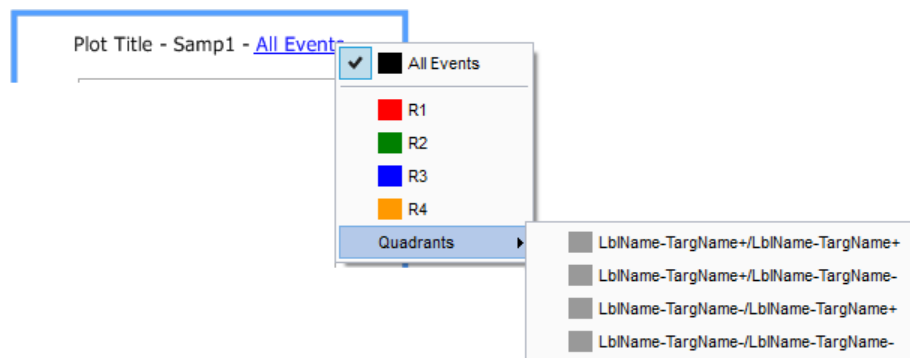 Plot Title - Samp1 - All Events
All Events
R1
R2
R3
R4
Quadrants
LblName-TargName+/LblName-TargName+
LblName-TargName+/LblName-TargName-
LblName-TargName-/LblName-TargName+
LblName-TargName-/LblName-TargName-